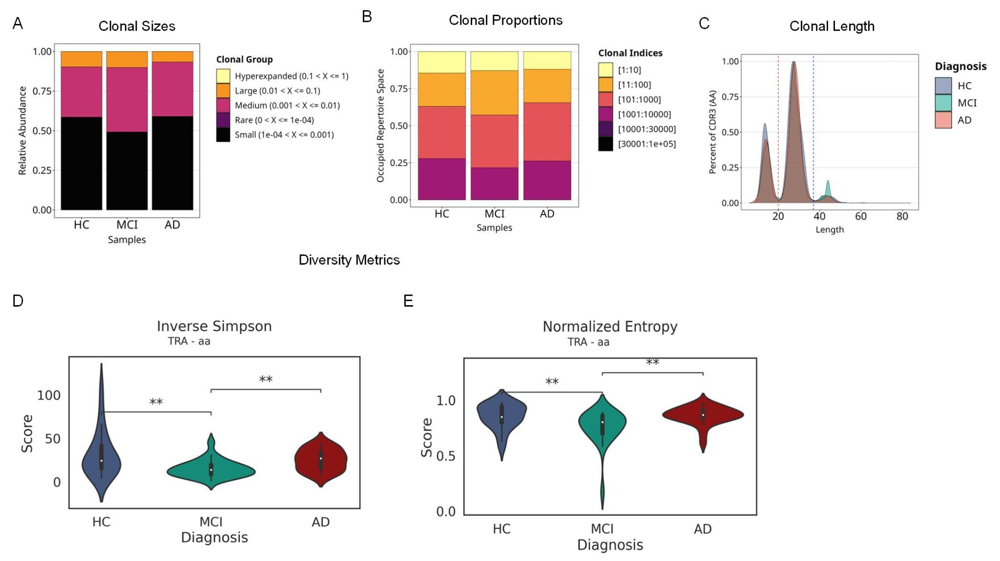 A
Clonal Sizes
1.00
0.75
0.50
0.25
0.00
Relative Abundance
HC MCI AD
Samples
Clonal Group
Hyperexpanded (0.1 < X <= 1)
Large (0.01 < X <= 0.1)
Medium (0.001 < X <= 0.01)
Rare (0 < X <= 1e-04)
Small (1e-04 < X <= 0.001)
B
Clonal Proportions
1.00
0.75
0.50
0.25
0.00
Occupied Repertoire Space
HC MCI AD
Samples
Clonal Indices
[1:10]
[11:100]
[101:1000]
[1001:10000]
[10001:30000]
[30001:1e+05]
C
Clonal Length
1.00
0.75
0.50
0.25
0.00
Percent of CDR3 (AA)
20 40 60 80
Length
Diagnosis
HC
MCI
AD
Diversity Metrics
D
Inverse Simpson
TRA - aa
**
**
100
50
0
Score
HC MCI AD
Diagnosis
E
Normalized Entropy
TRA - aa
**
**
1.0
0.5
0.0
Score
HC MCI AD
Diagnosis